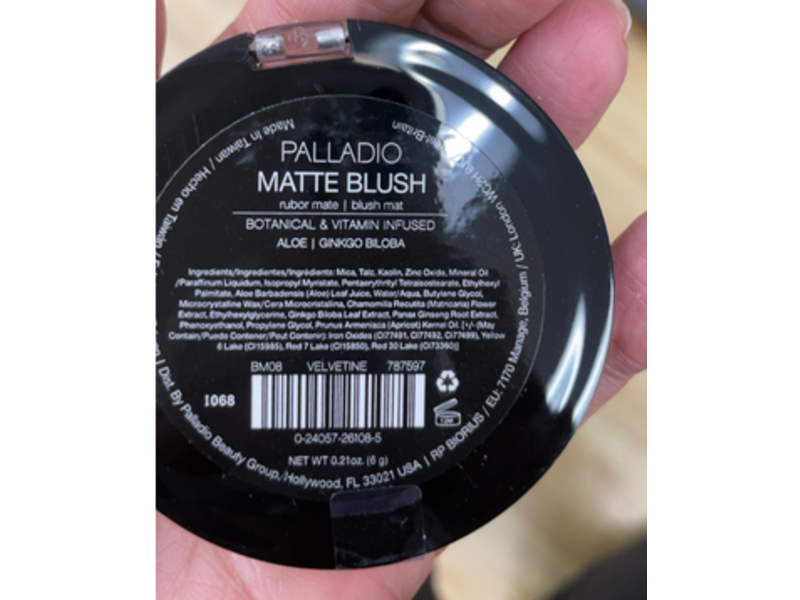 PALLADIO
MATTE BLUSH
rubor mate | blush mat
BOTANICAL & VITAMIN INFUSED
ALOE | GINKGO BILOBA
Ingredients/Ingredientes/Ingrédients: Mica, Talc, Kaolin, Zinc Oxide, Mineral Oil
/Paraffinum Liquidum, Isopropyl Myristate, Pentaerythrityl Tetraisostearate, Ethylhexyl
Palmitate, Aloe Barbadensis (Aloe) Leaf Juice, Water/Aqua, Butylene Glycol,
Microcrystalline Wax/Cera Microcristallina, Chamomilla Recutita (Matricaria) Flower
Extract, Ethylhexylglycerine, Ginkgo Biloba Leaf Extract, Panax Ginseng Root Extract,
Phenoxyethanol, Propylene Glycol, Prunus Armeniaca (Apricot) Kernel Oil. [+/-(May
Contain/Puede Contener/Peut Contenir): Iron Oxides (CI77491, CI77492, CI77499), Yellow
6 Lake (CI15985), Red 7 Lake (CI15850), Red 30 Lake (CI73360)]
BM08 VELVETINE 787597
I068
12M
0-24057-26108-5
NET WT 0.21oz. (6 g)
Made in Taiwan / Hecho en Taiwán /
Dist. By Palladio Beauty Group, Hollywood, FL 33021 USA | RP BIORIUS / EU: 7170 Manage, Belgium / UK: London WC2H Britain